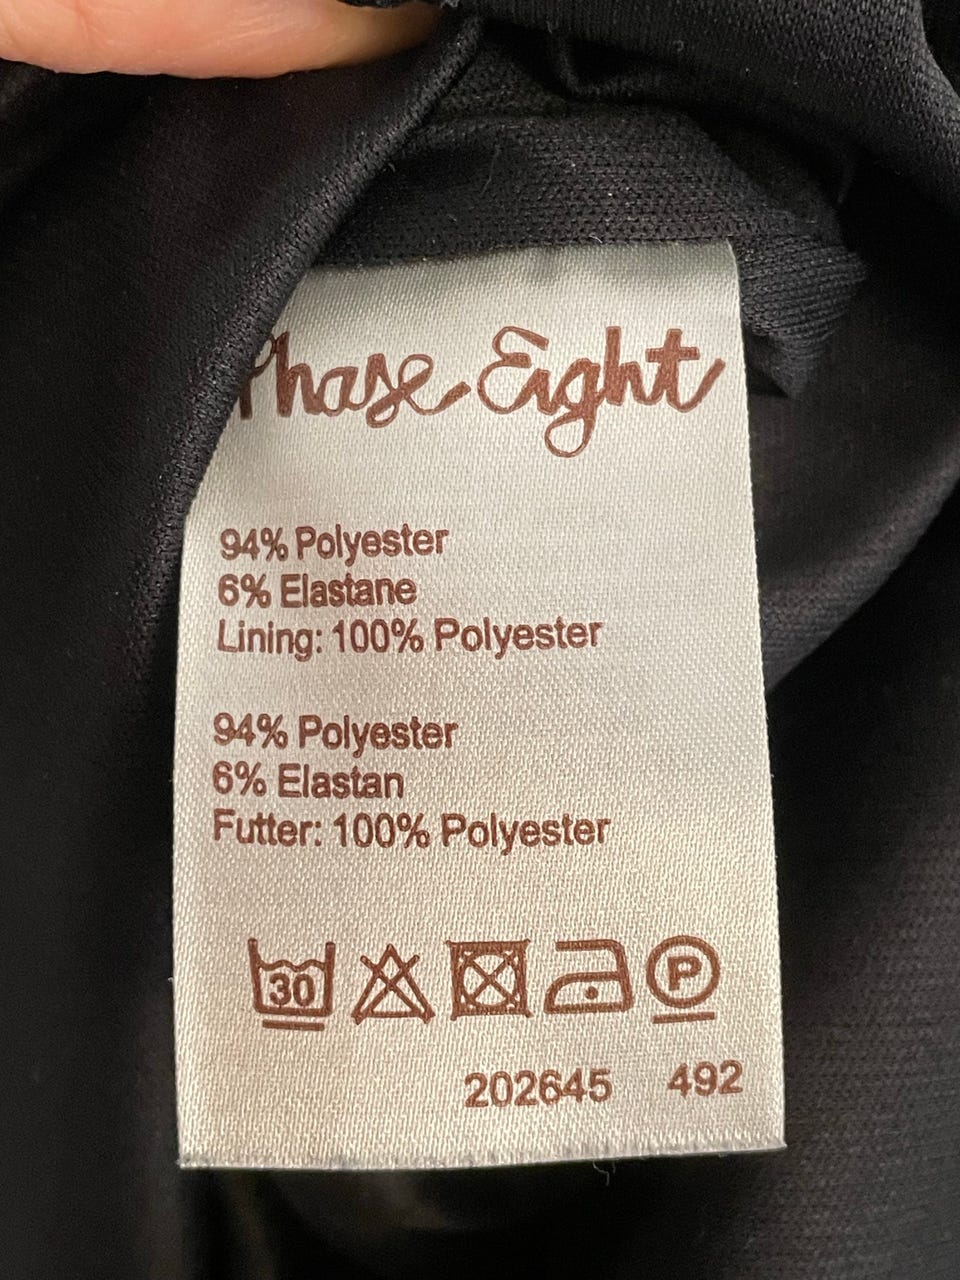 Phase Eight
94% Polyester
6% Elastane
Lining: 100% Polyester
94% Polyester
6% Elastan
Futter: 100% Polyester
30 P
202645 492